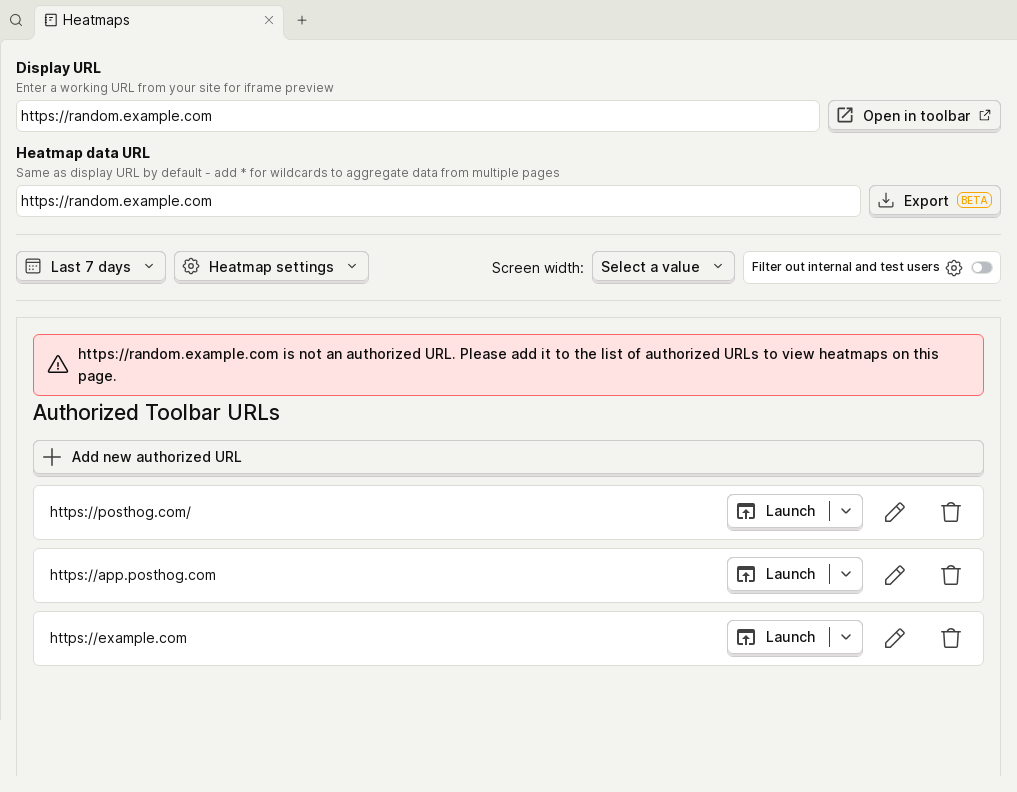 Heatmaps
Display URL
Enter a working URL from your site for iframe preview
https://random.example.com
Open in toolbar
Heatmap data URL
Same as display URL by default - add * for wildcards to aggregate data from multiple pages
https://random.example.com
Export BETA
Last 7 days
Heatmap settings
Screen width:
Select a value
Filter out internal and test users
https://random.example.com is not an authorized URL. Please add it to the list of authorized URLs to view heatmaps on this
page.
Authorized Toolbar URLs
Add new authorized URL
https://posthog.com/
Launch
https://app.posthog.com
Launch
https://example.com
Launch